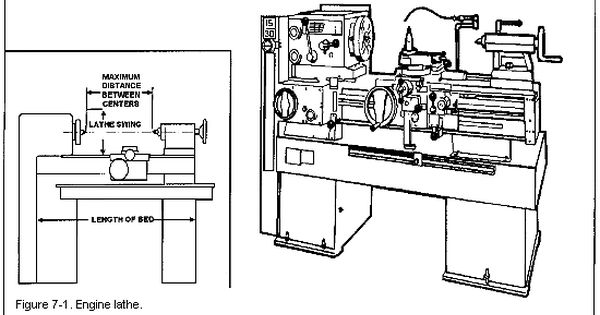 MAXIMUM
DISTANCE
BETWEEN
CENTERS
LATHE SWING
LENGTH OF BED
15
30
Figure 7-1. Engine lathe.